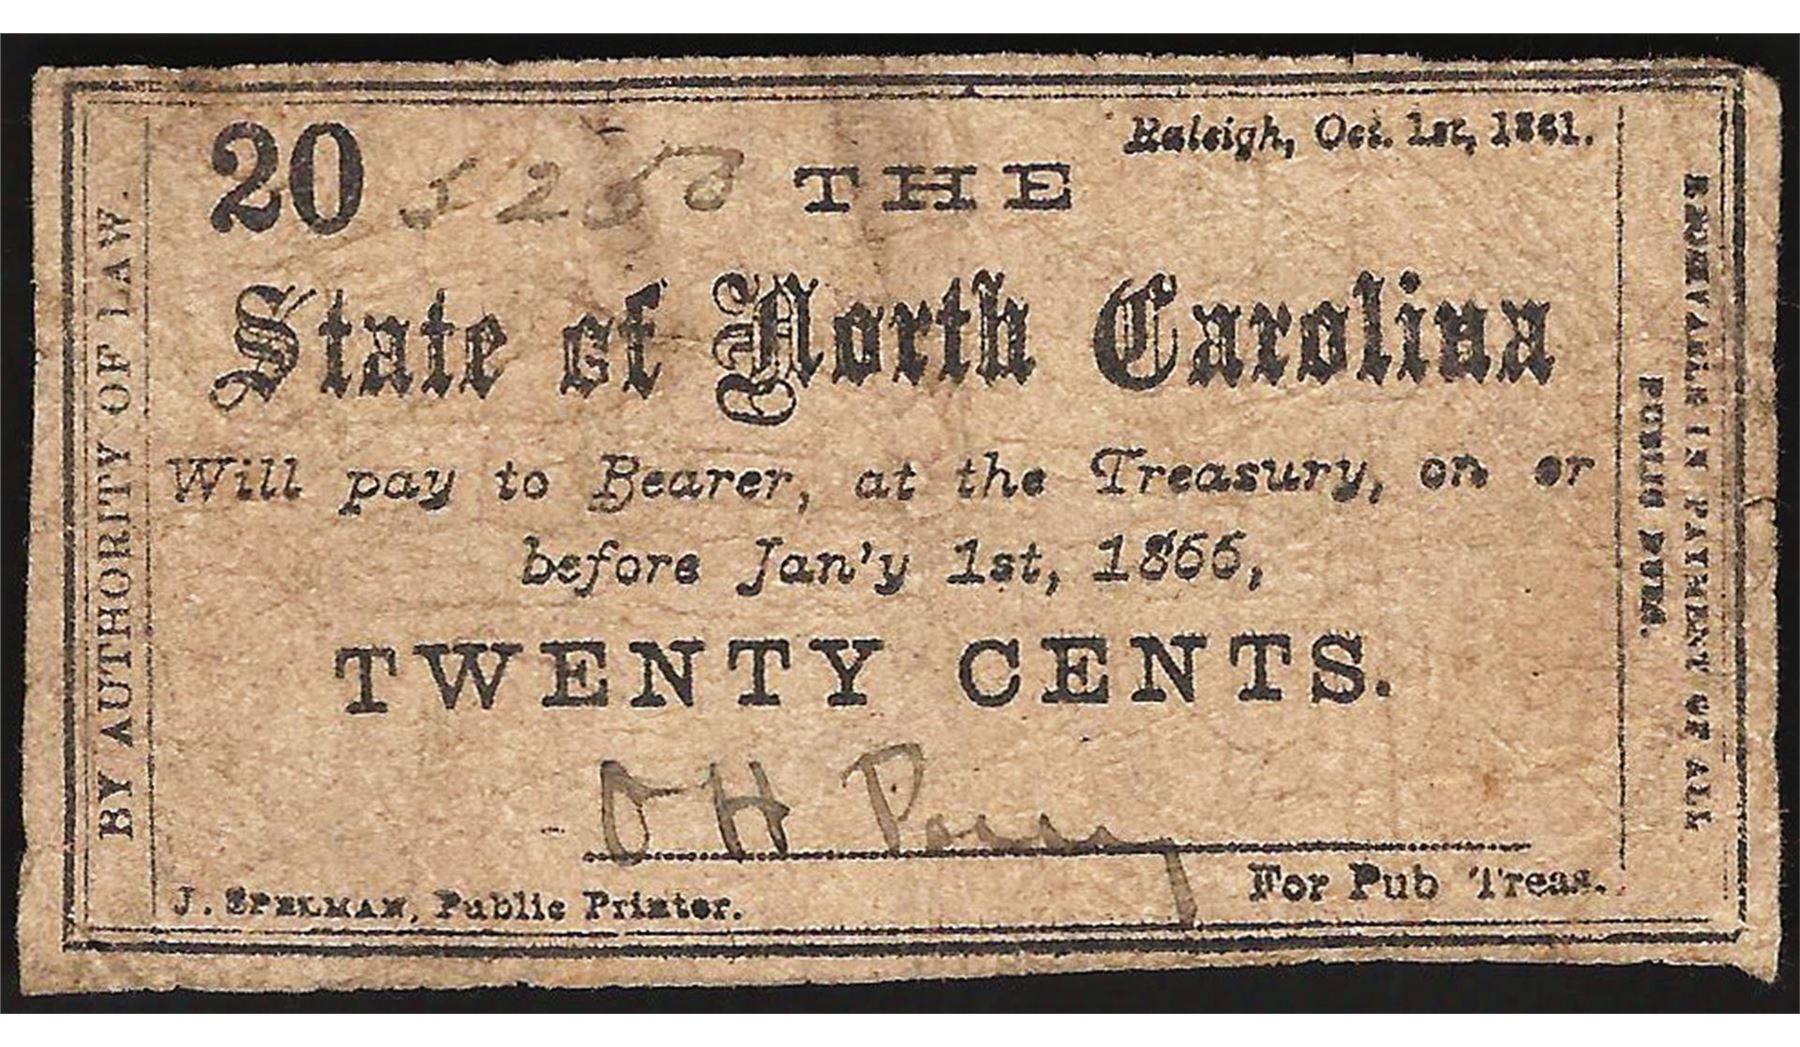 BY AUTHORITY OF LAW.
20 5250
Raleigh, Oct. 1st, 1861.
THE
State of North Carolina
Will pay to Bearer, at the Treasury, on or
before Jan'y 1st, 1866,
TWENTY CENTS.
O H Perry
For Pub Treas.
J. SPELMAN, Public Printer.
RECEIVABLE IN PAYMENT OF ALL
PUBLIC DUES.